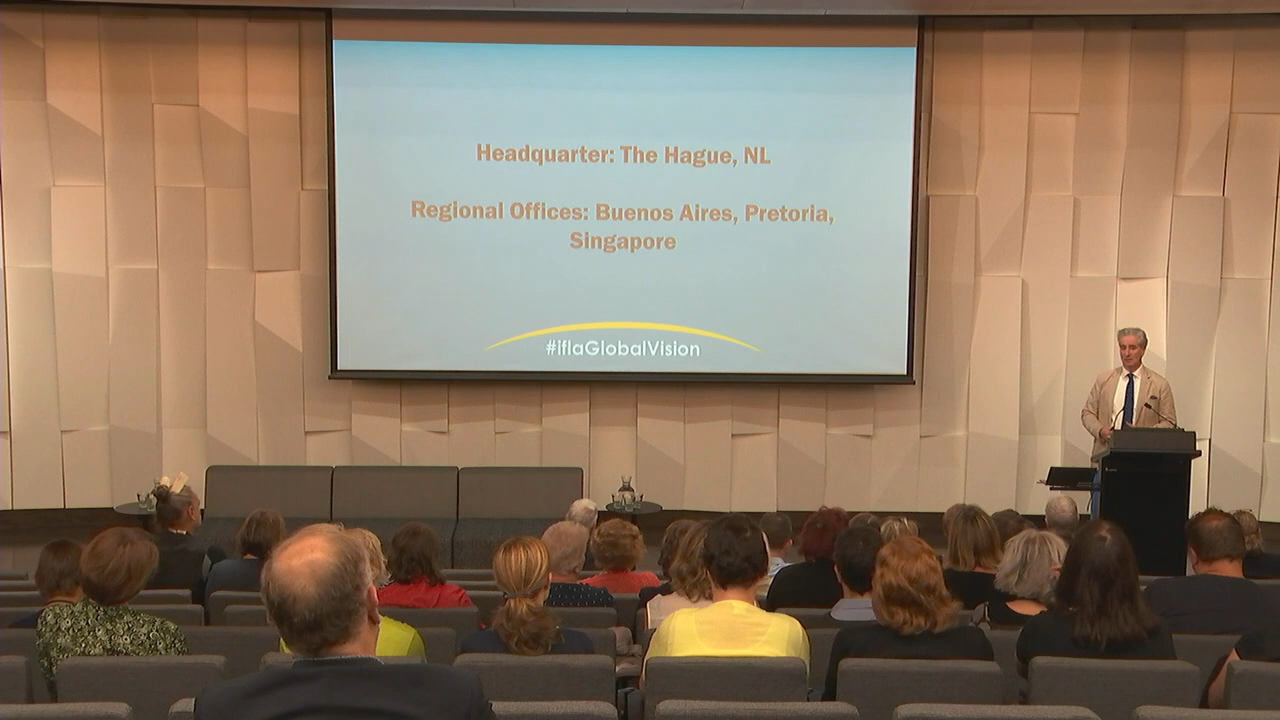 Headquarter: The Hague, NL
Regional Offices: Buenos Aires, Pretoria,
Singapore
#iflaGlobalVision